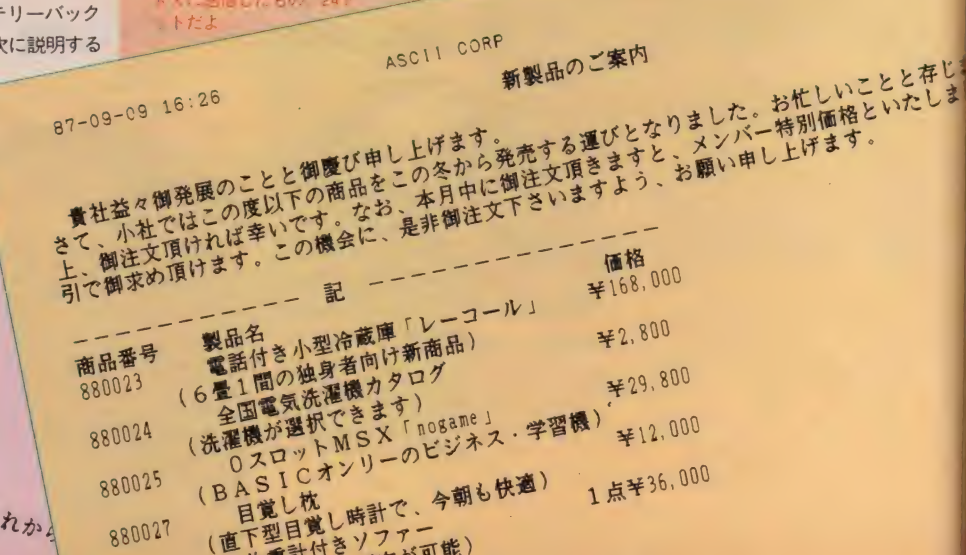 テリーバック
次に説明する
トだよ
ASCII CORP
87-09-09 16:26
新製品のご案内
貴社益々御発展のことと御慶び申し上げます。
さて、小社ではこの度以下の商品をこの冬から発売する運びとなりました。お忙しいことと存じま
上、御注文頂ければ幸いです。なお、本月中に御注文頂きますと、メンバー特別価格といたしま
引で御求め頂けます。この機会に、是非御注文下さいますよう、お願い申し上げます。
---------- 記 ----------------
商品番号 製品名 価格
880023 電話付き小型冷蔵庫「レーコール」 ¥168,000
(6畳1間の独身者向け新商品)
880024 全国電気洗濯機カタログ ¥2,800
(洗濯機が選択できます)
880025 0スロットMSX「nogame」 ¥29,800
(BASICオンリーのビジネス・学習機)
880027 目覚し枕 ¥12,000
(直下型目覚し時計で、今朝も快適)
電話付きソファー 1点¥36,000
が可能)
れから